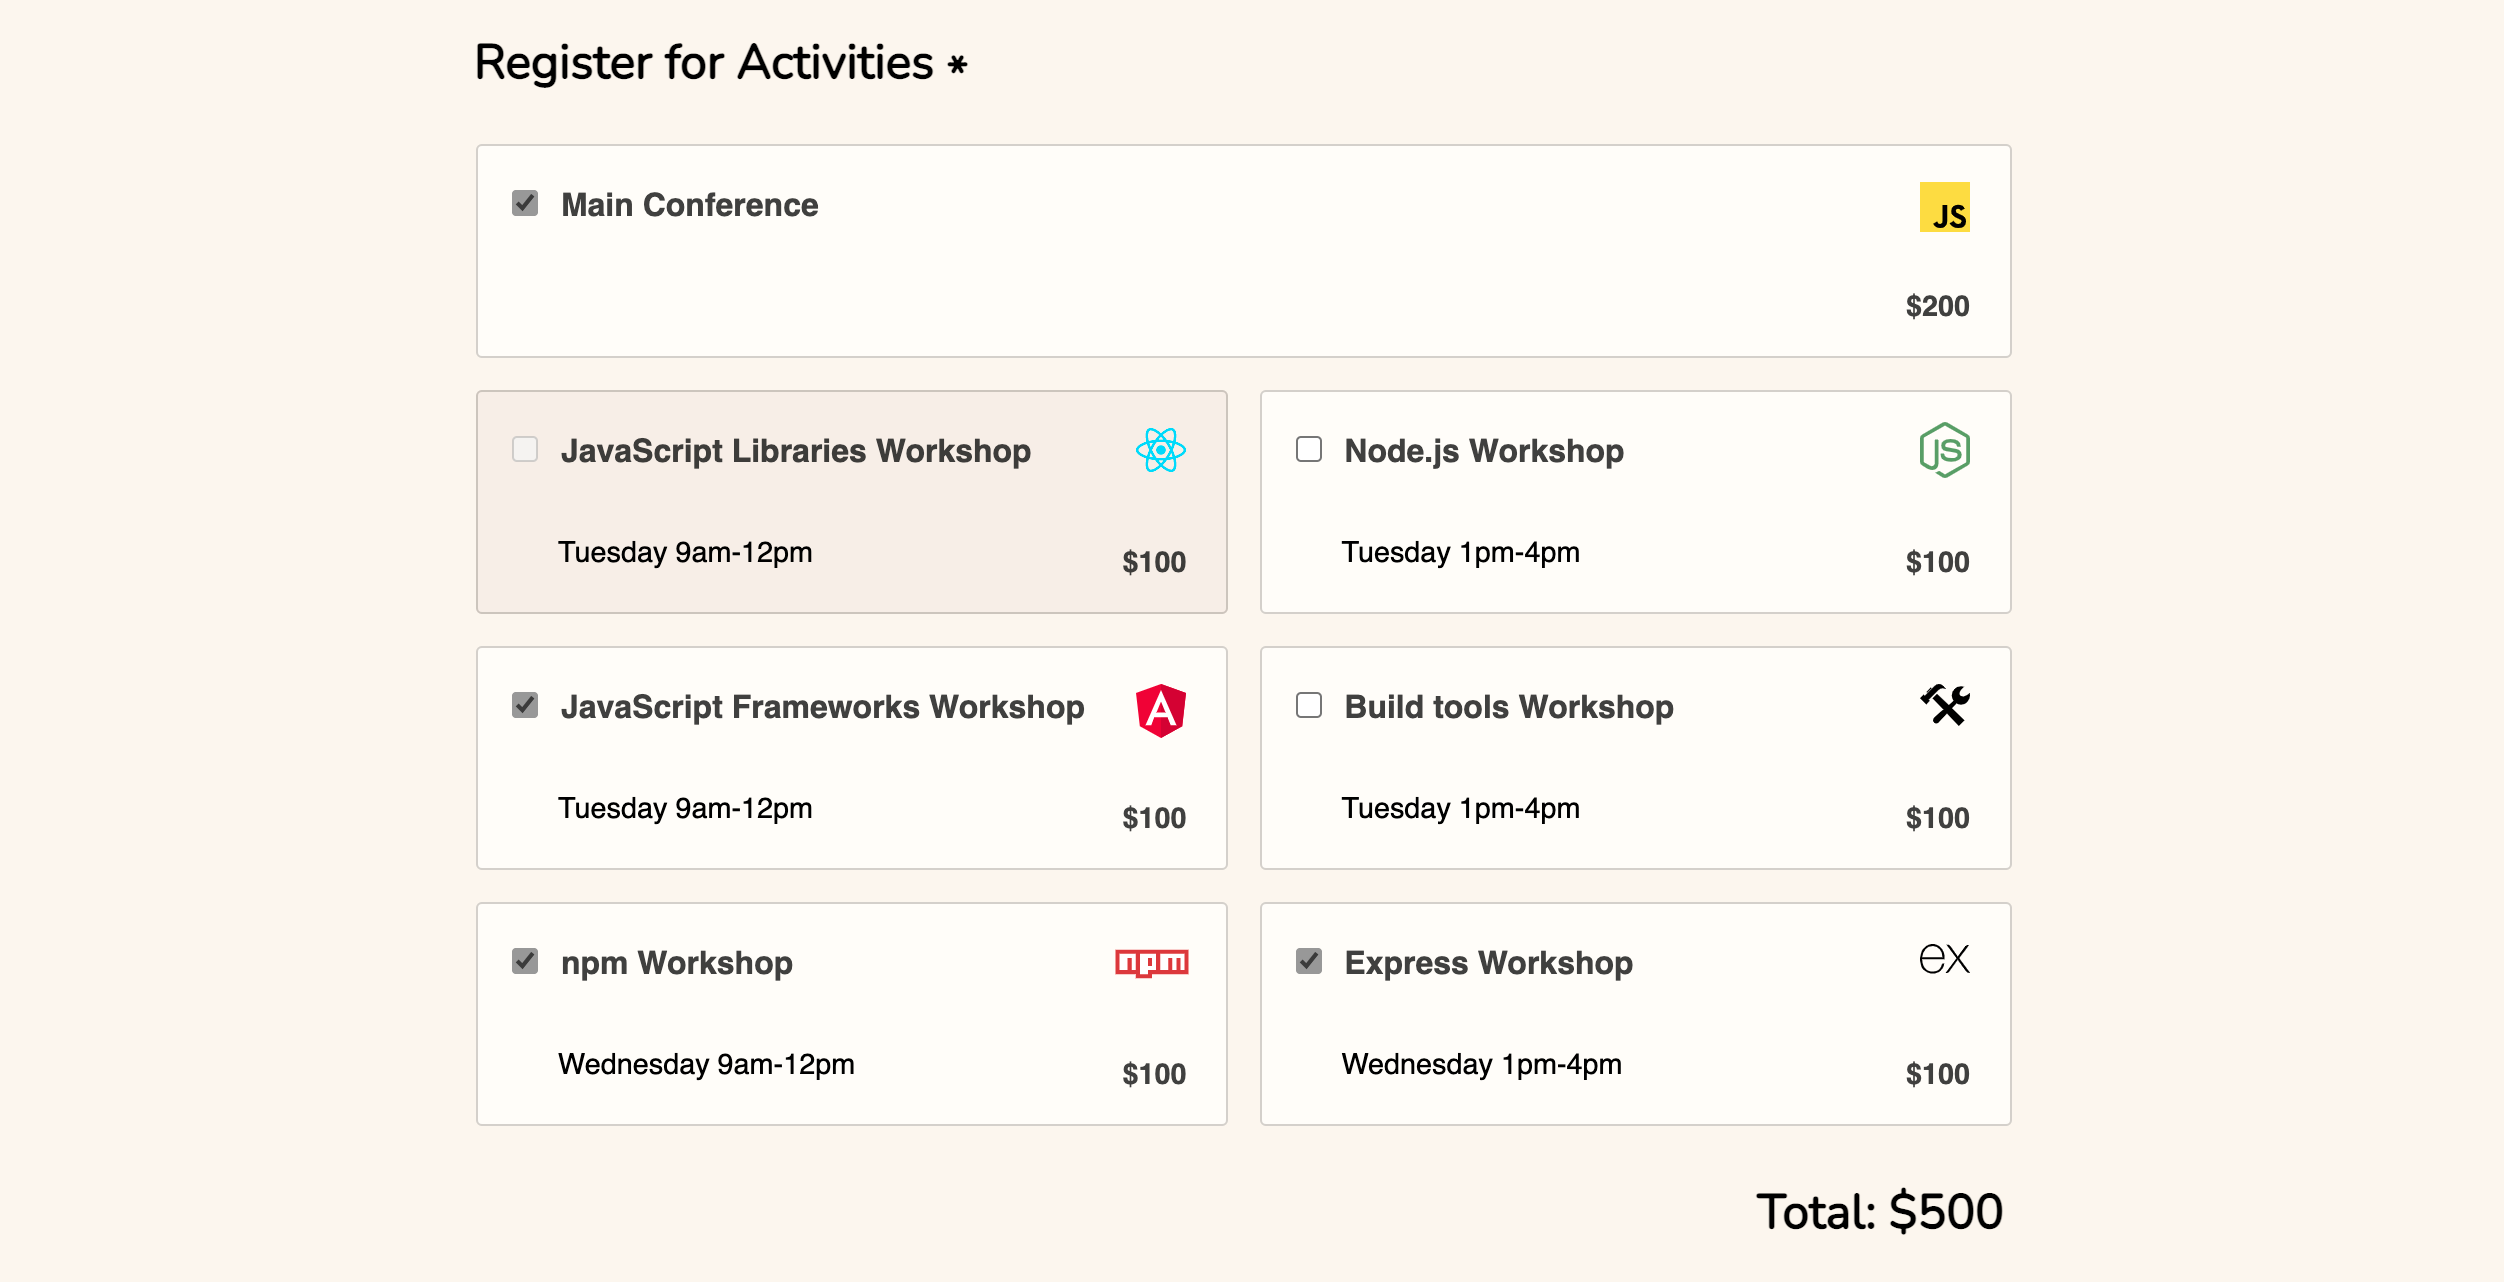 Register for Activities *
Main Conference
JS
$200
JavaScript Libraries Workshop
Tuesday 9am-12pm
$100
Node.js Workshop
JS
Tuesday 1pm-4pm
$100
JavaScript Frameworks Workshop
A
Tuesday 9am-12pm
$100
Build tools Workshop
Tuesday 1pm-4pm
$100
npm Workshop
npm
Wednesday 9am-12pm
$100
Express Workshop
ex
Wednesday 1pm-4pm
$100
Total: $500